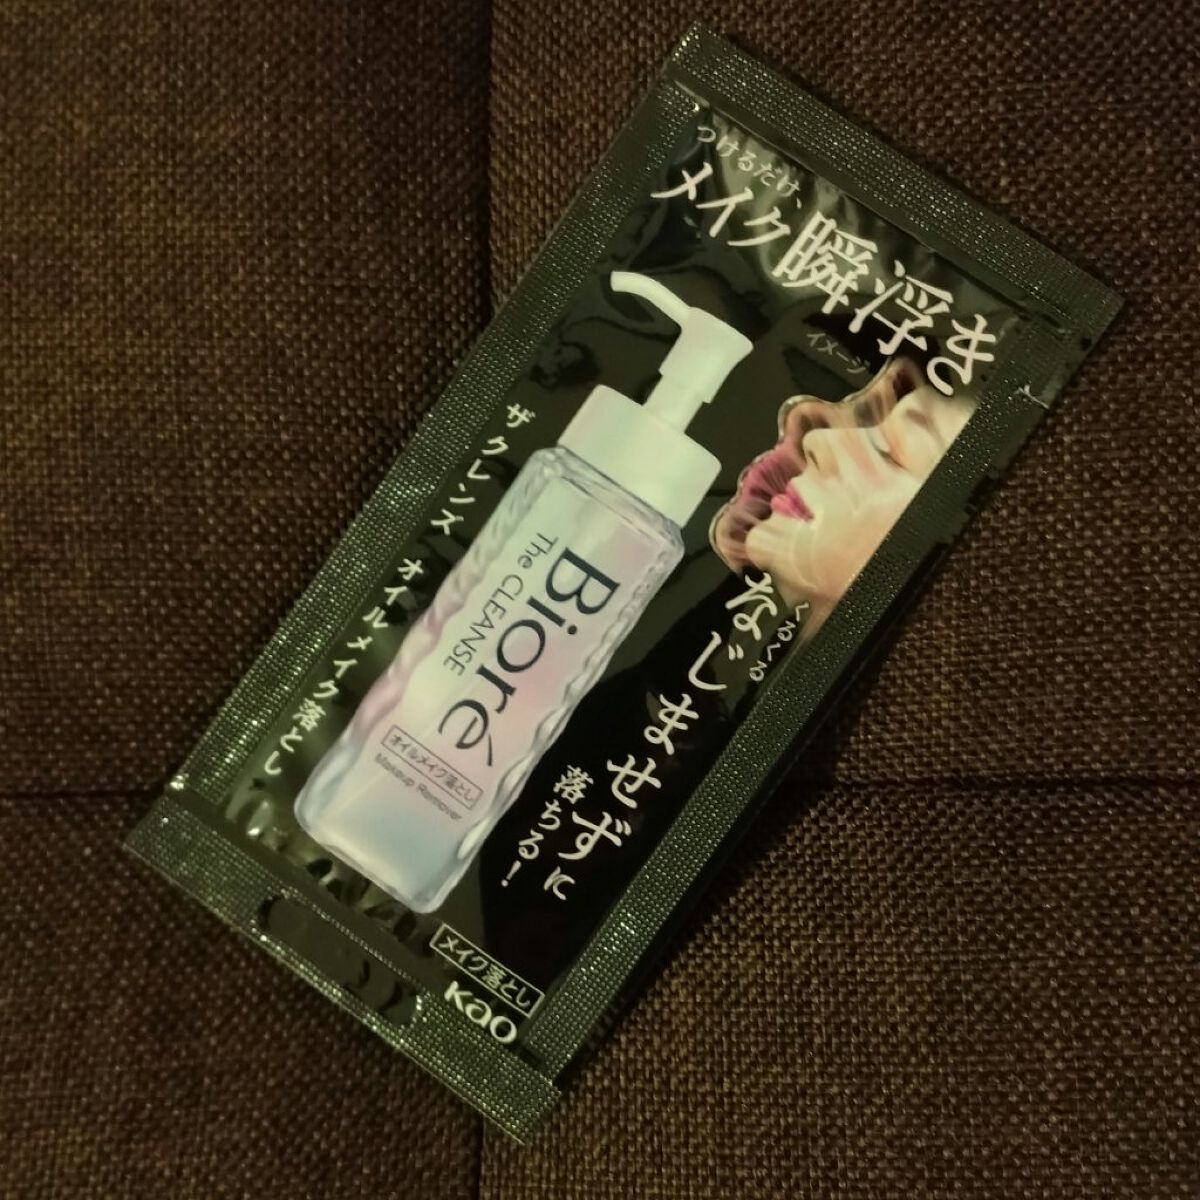 つけるだけ、
メイク瞬浮き
イメージ
くるくる
なじませずに
落ちる！
ザ クレンズ オイルメイク落とし
Bioré
The CLEANSE
オイルメイク落とし
Makeup Remover
メイク落とし
Kao